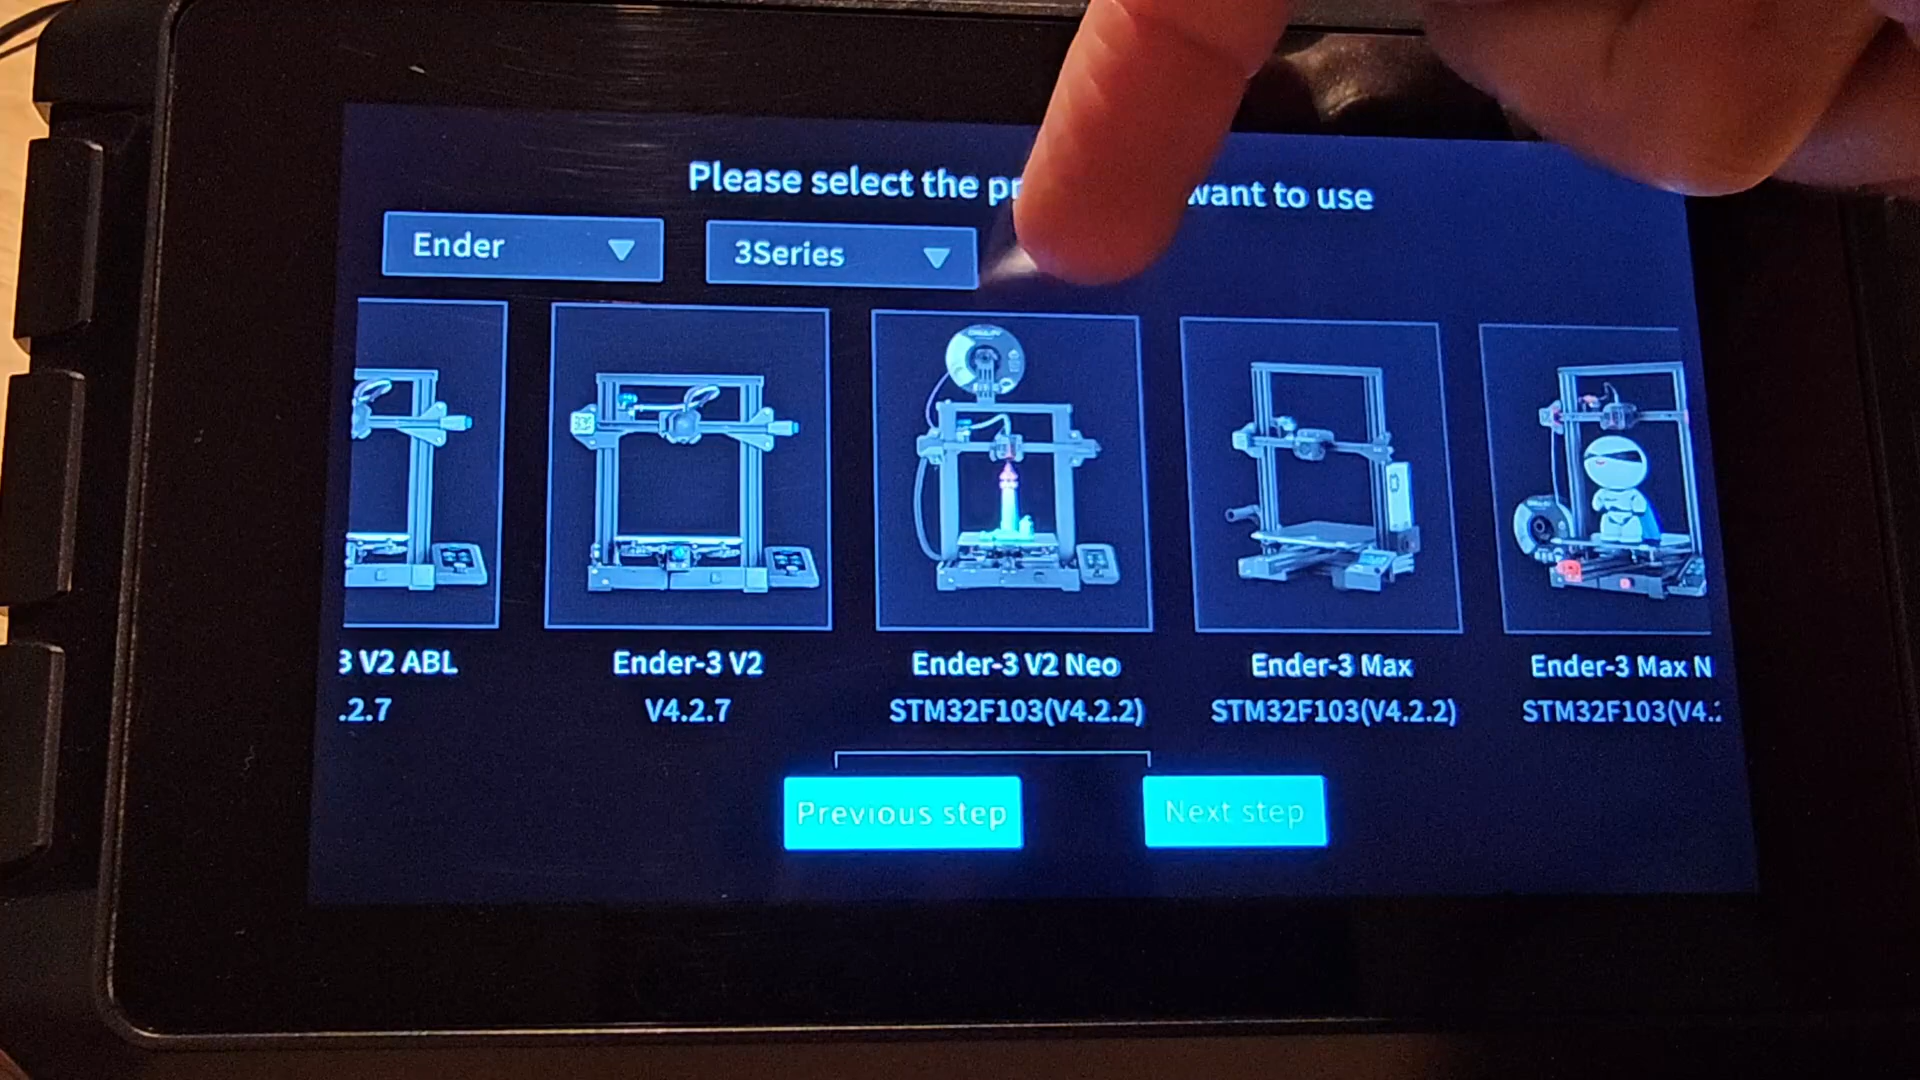 Please select the pr want to use
Ender
3Series
3 V2 ABL
.2.7
Ender-3 V2
V4.2.7
Ender-3 V2 Neo
STM32F103(V4.2.2)
Ender-3 Max
STM32F103(V4.2.2)
Ender-3 Max N
STM32F103(V4.
Previous step
Next step